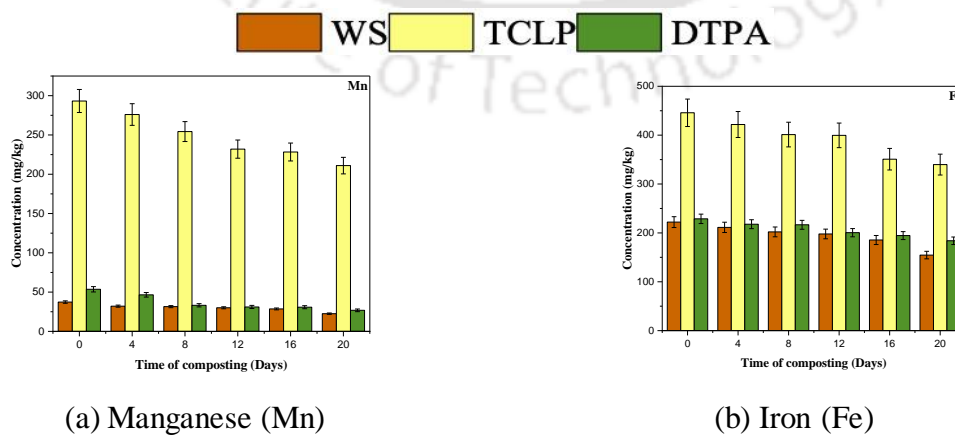 WS TCLP DTPA
of Technology
Mn
300
250
200
150
100
50
0
Concentration (mg/kg)
0 4 8 12 16 20
Time of composting (Days)
(a) Manganese (Mn)
F
500
400
300
200
100
0
Concentration (mg/kg)
0 4 8 12 16 20
Time of composting (Days)
(b) Iron (Fe)